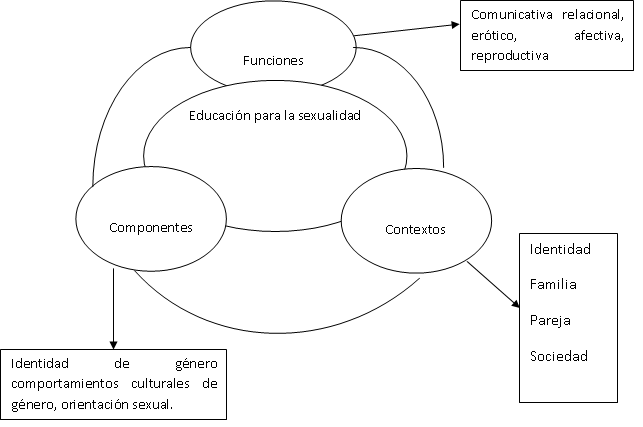 Comunicativa relacional,
erótico, afectiva,
reproductiva
Funciones
Educación para la sexualidad
Componentes
Contextos
Identidad
Familia
Pareja
Sociedad
Identidad de género
comportamientos culturales de
género, orientación sexual.